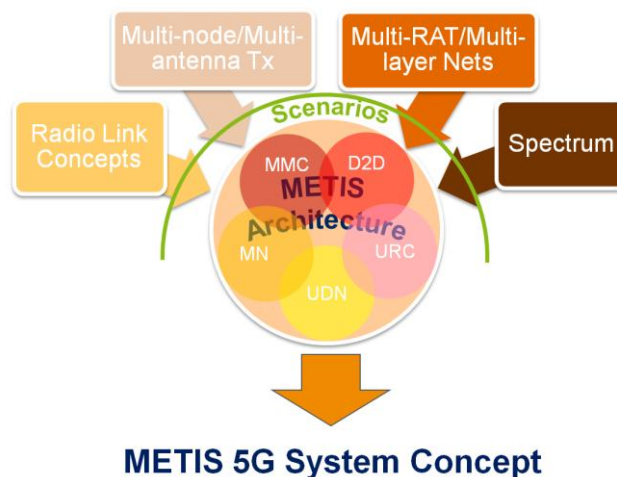 Multi-node/Multi-
antenna Tx
Multi-RAT/Multi-
layer Nets
Radio Link
Concepts
Scenarios
Spectrum
MMC
D2D
METIS
Architecture
MN
URC
UDN
METIS 5G System Concept